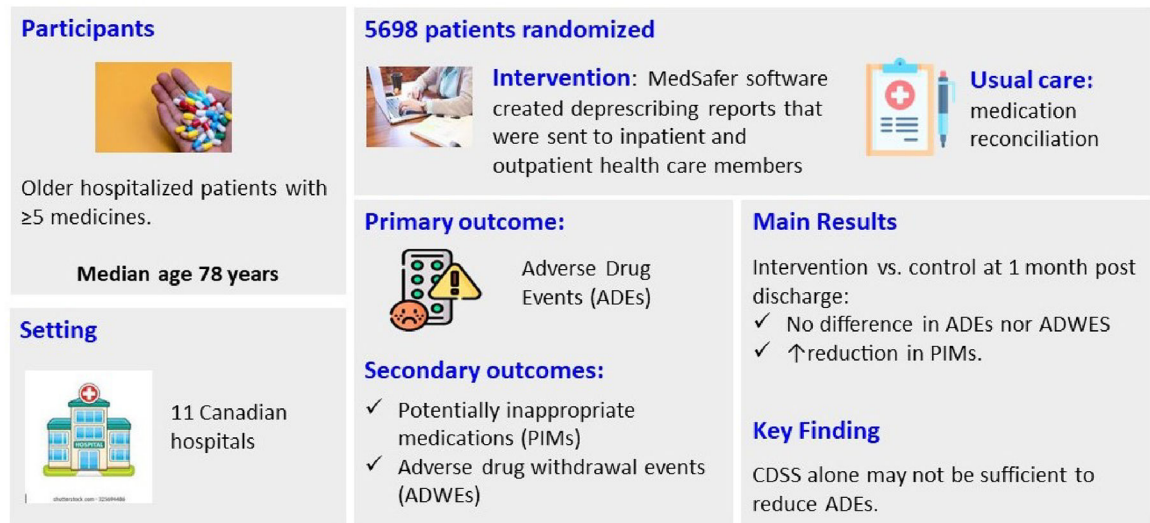 Participants
Older hospitalized patients with
≥5 medicines.
Median age 78 years
Setting
HOSPITAL
11 Canadian
hospitals
shutterstock.com · 323694686
5698 patients randomized
Intervention: MedSafer software
created deprescribing reports that
were sent to inpatient and
outpatient health care members
Usual care:
medication
reconciliation
Primary outcome:
Adverse Drug
Events (ADEs)
Secondary outcomes:
✓ Potentially inappropriate
medications (PIMs)
✓ Adverse drug withdrawal events
(ADWEs)
Main Results
Intervention vs. control at 1 month post
discharge:
✓ No difference in ADEs nor ADWES
✓ ↑reduction in PIMs.
Key Finding
CDSS alone may not be sufficient to
reduce ADEs.